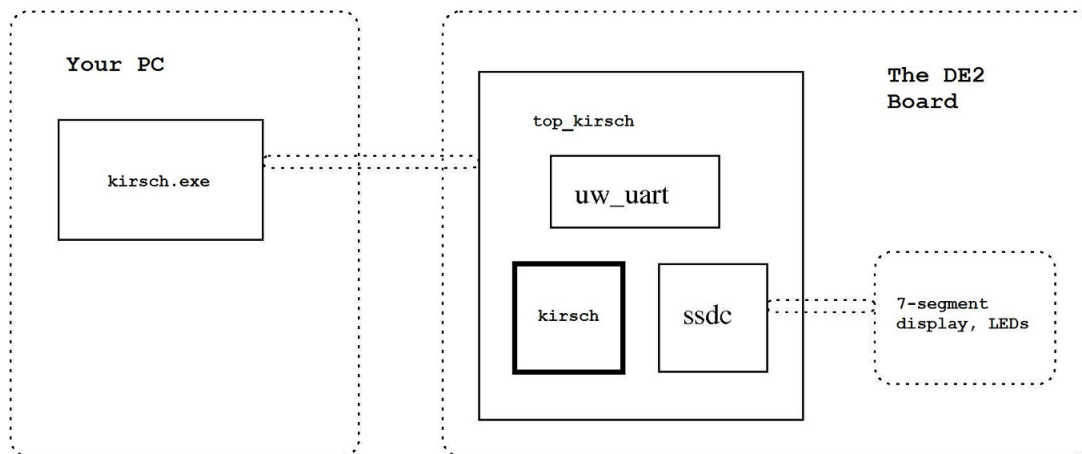 Your PC
kirsch.exe
The DE2
Board
top_kirsch
uw_uart
kirsch
ssdc
7-segment
display, LEDs